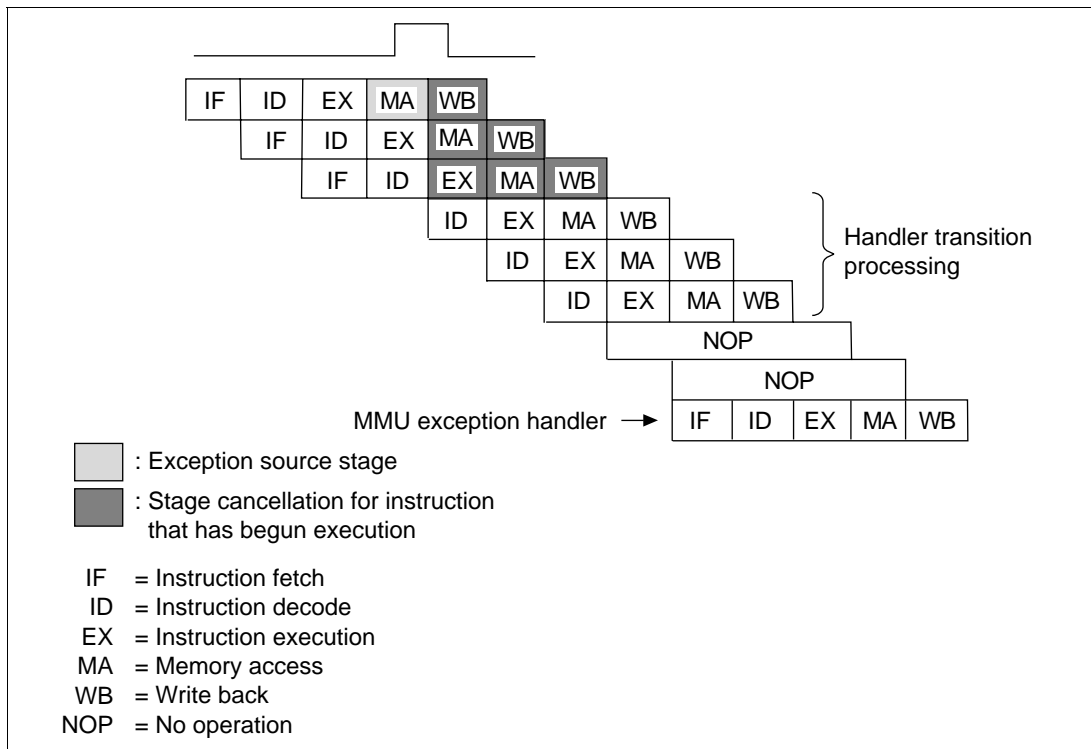 IF ID EX MA WB
IF ID EX MA WB
IF ID EX MA WB
ID EX MA WB
ID EX MA WB
ID EX MA WB
Handler transition
processing
NOP
NOP
MMU exception handler → IF ID EX MA WB
: Exception source stage
: Stage cancellation for instruction
that has begun execution
IF = Instruction fetch
ID = Instruction decode
EX = Instruction execution
MA = Memory access
WB = Write back
NOP = No operation